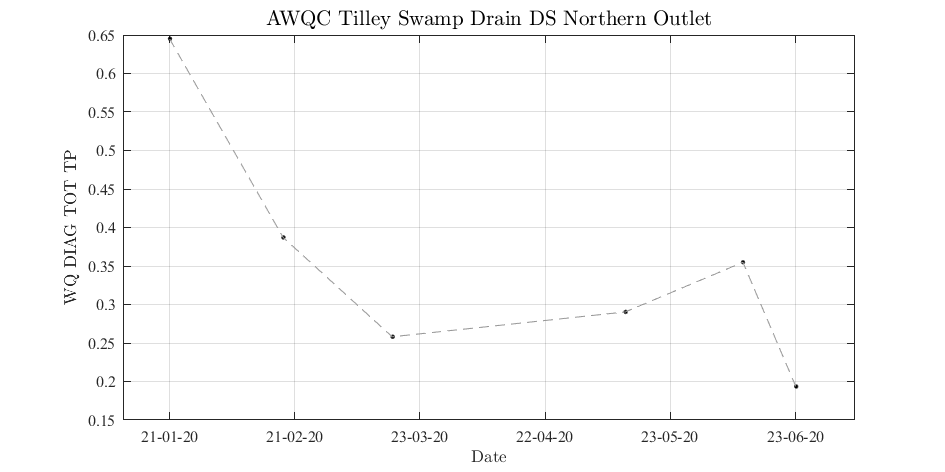 AWQC Tilley Swamp Drain DS Northern Outlet
0.65
0.6
0.55
0.5
0.45
0.4
0.35
0.3
0.25
0.2
0.15
WQ DIAG TOT TP
21-01-20 21-02-20 23-03-20 22-04-20 23-05-20 23-06-20
Date